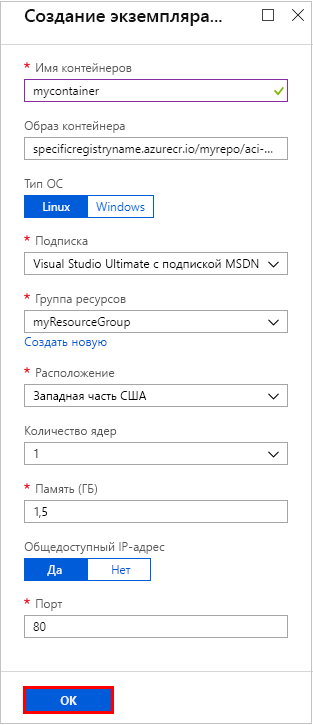 Создание экземпляра...
* Имя контейнеров
mycontainer
Образ контейнера
specificregistryname.azurecr.io/myrepo/aci-...
Тип ОС
Linux Windows
* Подписка
Visual Studio Ultimate с подпиской MSDN
* Группа ресурсов
myResourceGroup
Создать новую
* Расположение
Западная часть США
Количество ядер
1
* Память (ГБ)
1,5
Общедоступный IP-адрес
Да Нет
* Порт
80
ОК